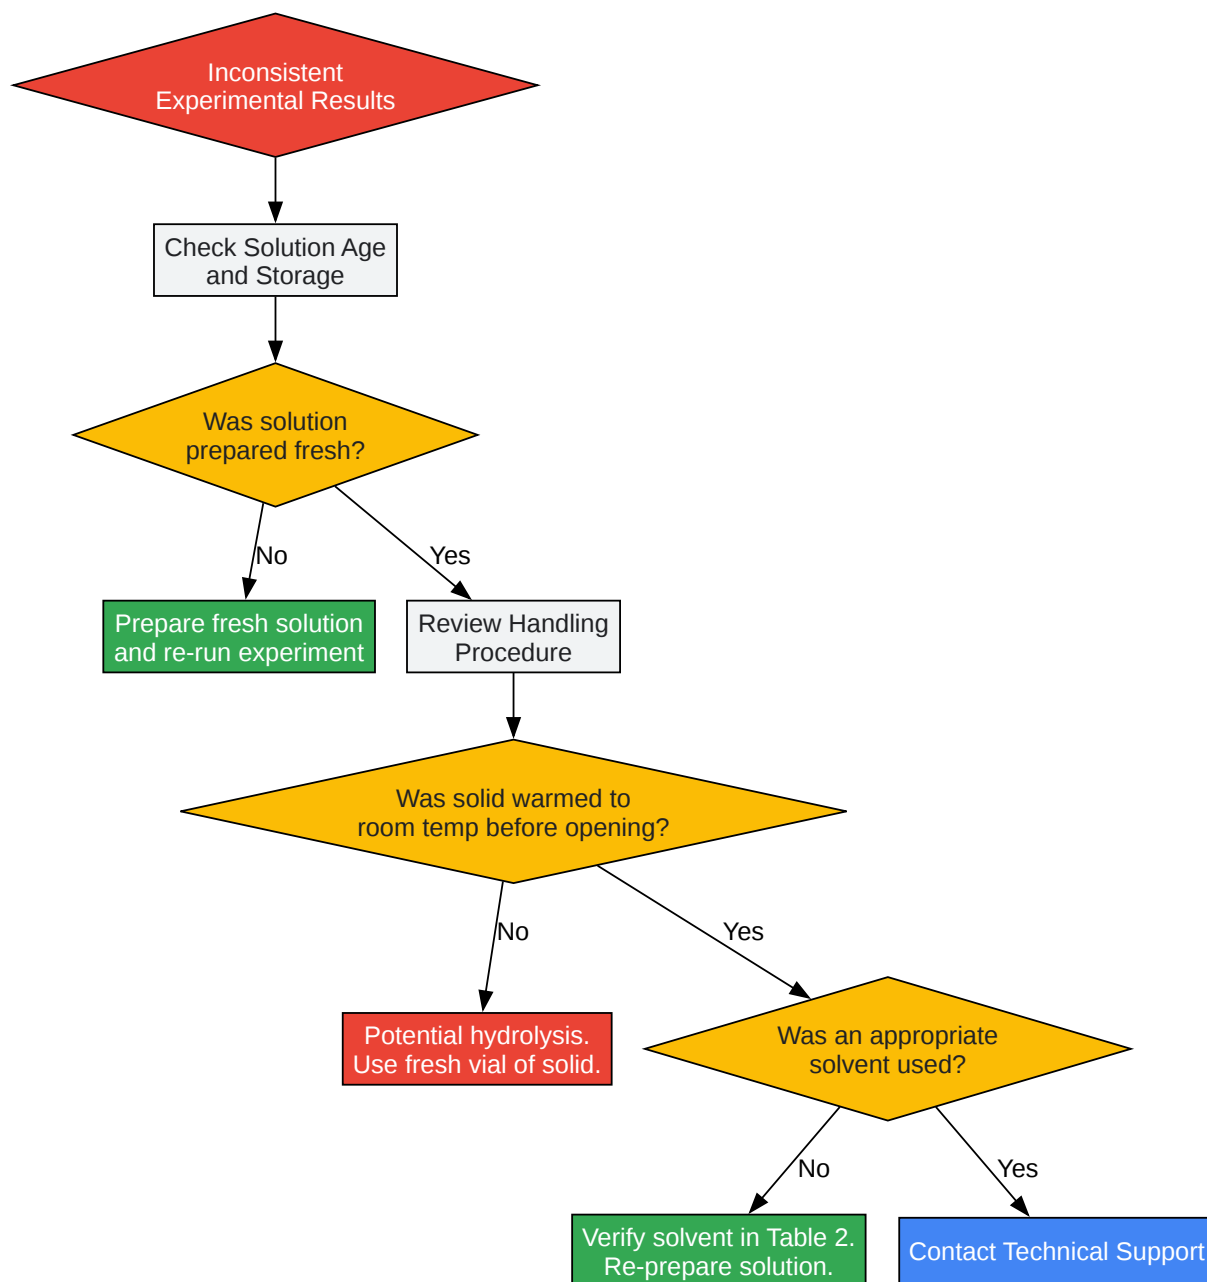 Inconsistent
Experimental Results
Check Solution Age
and Storage
Was solution
prepared fresh?
No
Yes
Prepare fresh solution
and re-run experiment
Review Handling
Procedure
Was solid warmed to
room temp before opening?
No
Yes
Potential hydrolysis.
Use fresh vial of solid.
Was an appropriate
solvent used?
No
Yes
Verify solvent in Table 2.
Re-prepare solution.
Contact Technical Support